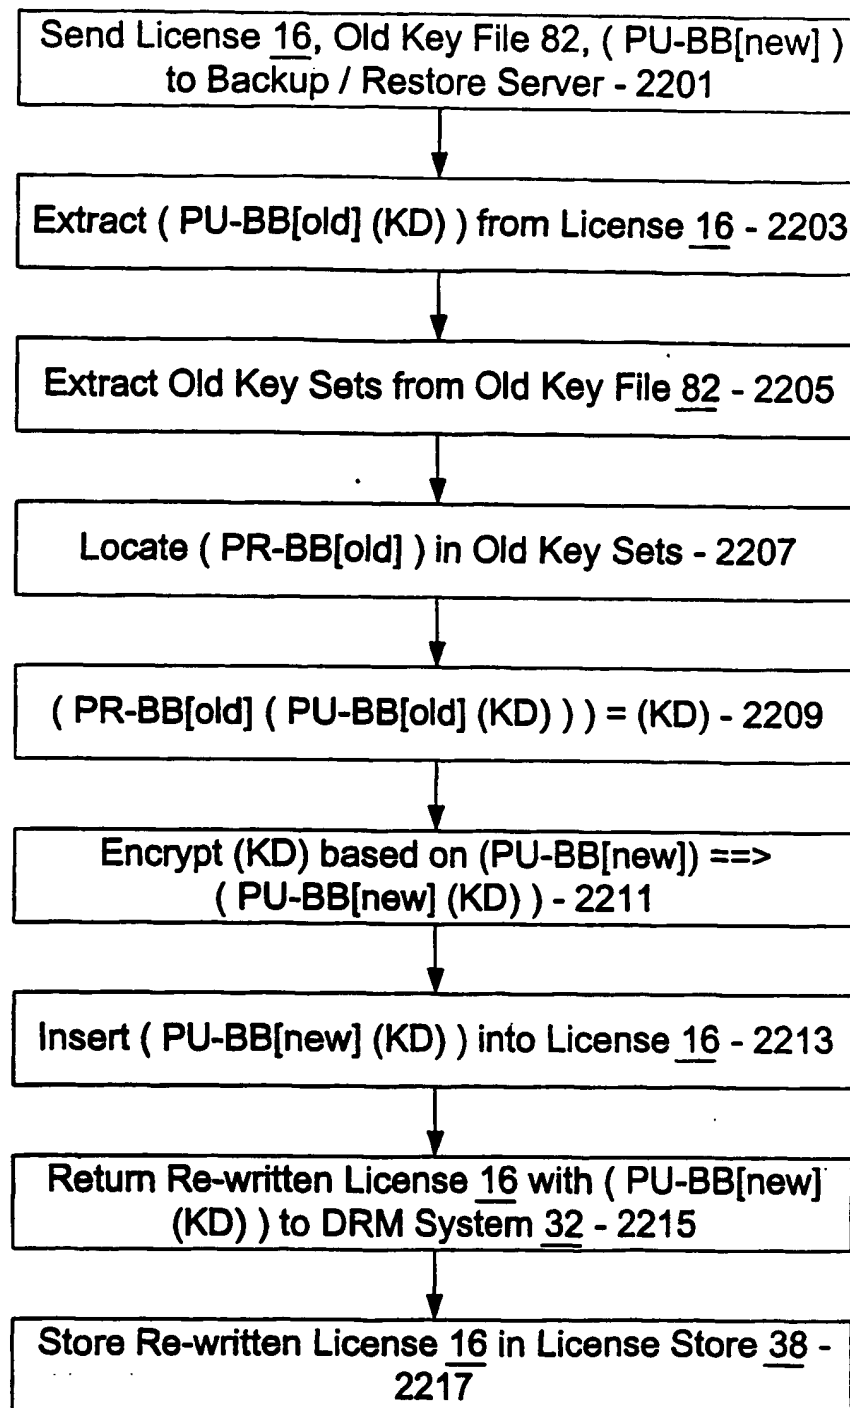 Send License 16, Old Key File 82, ( PU-BB[new] )
to Backup / Restore Server - 2201
Extract ( PU-BB[old] (KD) ) from License 16 - 2203
Extract Old Key Sets from Old Key File 82 - 2205
Locate ( PR-BB[old] ) in Old Key Sets - 2207
( PR-BB[old] ( PU-BB[old] (KD) ) ) = (KD) - 2209
Encrypt (KD) based on (PU-BB[new]) ==>
( PU-BB[new] (KD) ) - 2211
Insert ( PU-BB[new] (KD) ) into License 16 - 2213
Return Re-written License 16 with ( PU-BB[new]
(KD) ) to DRM System 32 - 2215
Store Re-written License 16 in License Store 38 -
2217